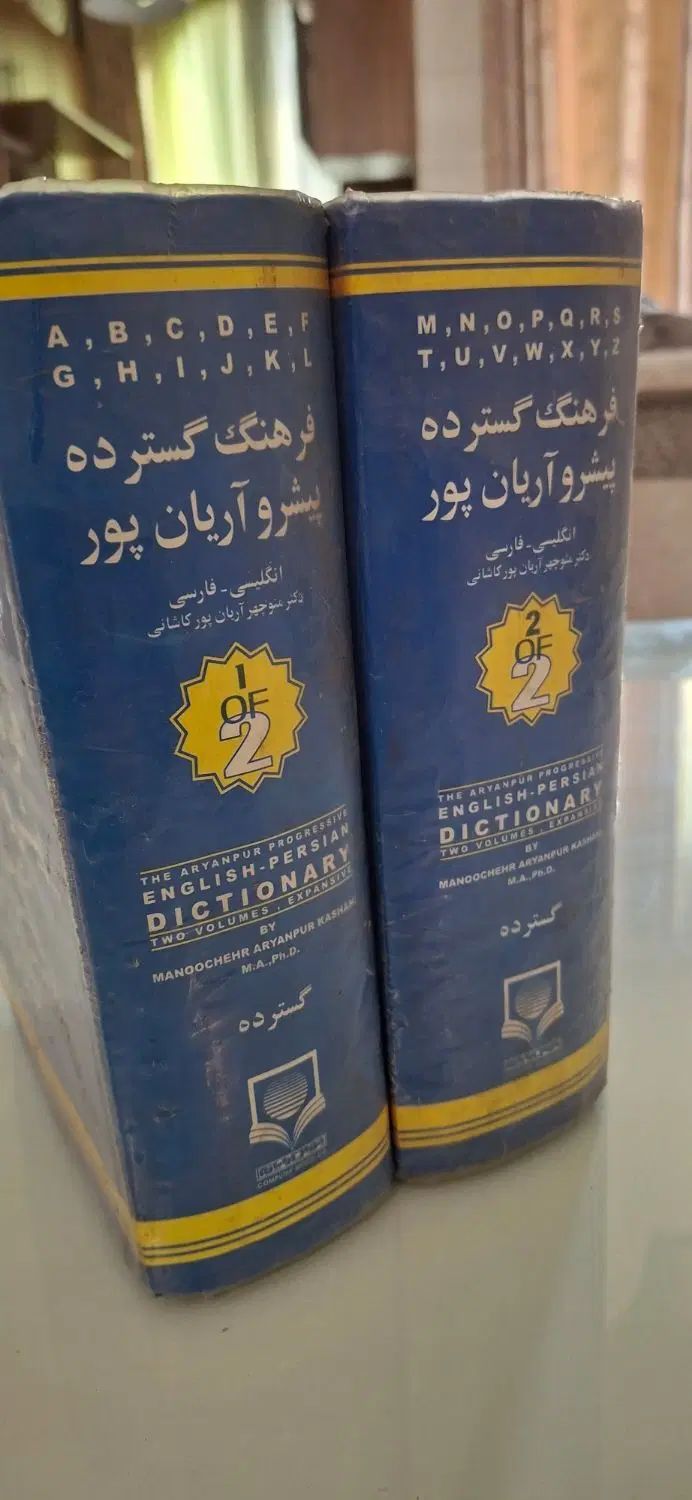 A , B , C , D , E , F
G , H , I , J , K , L
فرهنگ گسترده
پیشرو آریان پور
انگلیسی - فارسی
دکتر منوچهر آریان پور کاشانی
1
OF
2
THE ARYANPUR PROGRESSIVE
ENGLISH-PERSIAN
DICTIONARY
TWO VOLUMES , EXPANSIVE
BY
MANOOCHEHR ARYANPUR KASHANI
M.A.,Ph.D.
گسترده
M , N , O , P , Q , R , S
T , U , V , W , X , Y , Z
فرهنگ گسترده
پیشرو آریان پور
انگلیسی - فارسی
دکتر منوچهر آریان پور کاشانی
2
OF
2
THE ARYANPUR PROGRESSIVE
ENGLISH-PERSIAN
DICTIONARY
TWO VOLUMES , EXPANSIVE
BY
MANOOCHEHR ARYANPUR KASHANI
M.A.,Ph.D.
گسترده